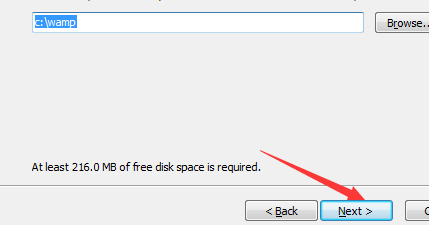 c:\wamp
Browse...
At least 216.0 MB of free disk space is required.
< Back
Next >